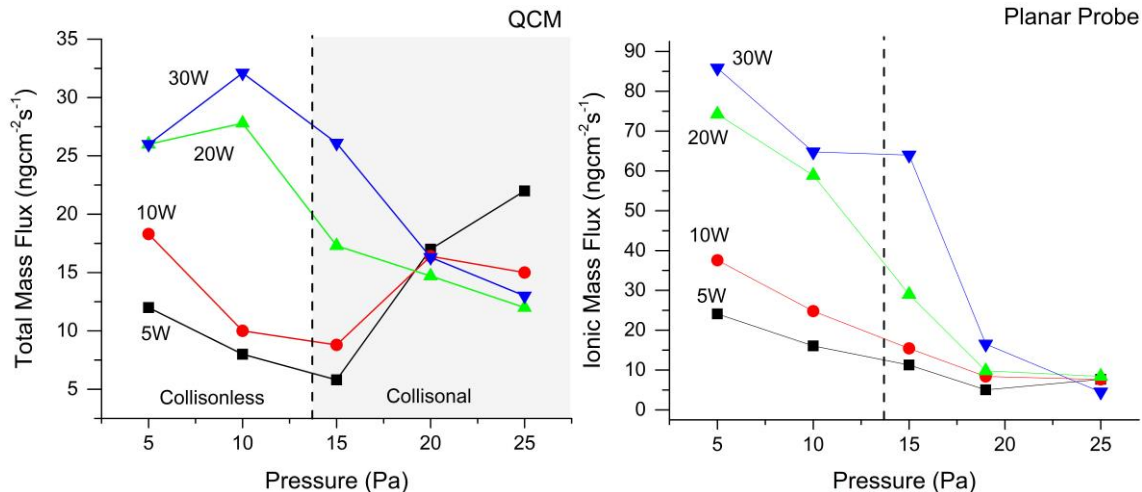 QCM
Total Mass Flux (ngcm⁻²s⁻¹)
35
30
25
20
15
10
5
30W
20W
10W
5W
Collisonless
Collisonal
5
10
15
20
25
Pressure (Pa)
Planar Probe
Ionic Mass Flux (ngcm⁻²s⁻¹)
90
80
70
60
50
40
30
20
10
0
30W
20W
10W
5W
5
10
15
20
25
Pressure (Pa)